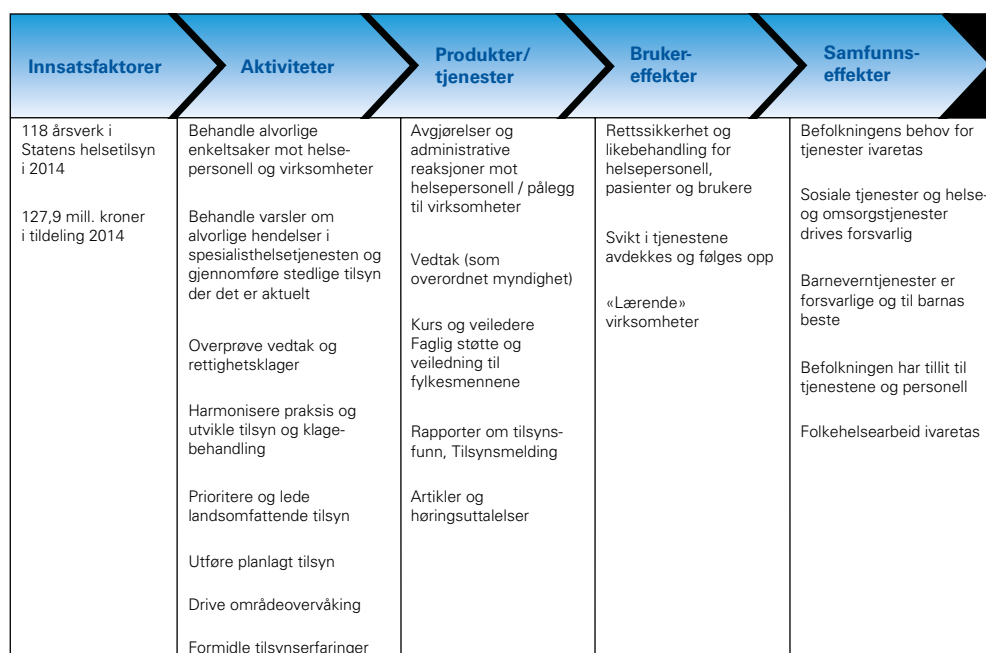 Innsatsfaktorer
Aktiviteter
Produkter/
tjenester
Bruker-
effekter
Samfunns-
effekter
118 årsverk i
Statens helsetilsyn
i 2014
127,9 mill. kroner
i tildeling 2014
Behandle alvorlige
enkeltsaker mot helse-
personell og virksomheter
Behandle varsler om
alvorlige hendelser i
spesialisthelsetjenesten og
gjennomføre stedlige tilsyn
der det er aktuelt
Overprøve vedtak og
rettighetsklager
Harmonisere praksis og
utvikle tilsyn og klage-
behandling
Prioritere og lede
landsomfattende tilsyn
Utføre planlagt tilsyn
Drive områdeovervåking
Formidle tilsynserfaringer
Avgjørelser og
administrative
reaksjoner mot
helsepersonell / pålegg
til virksomheter
Vedtak (som
overordnet myndighet)
Kurs og veiledere
Faglig støtte og
veiledning til
fylkesmennene
Rapporter om tilsyns-
funn, Tilsynsmelding
Artikler og
høringsuttalelser
Rettssikkerhet og
likebehandling for
helsepersonell,
pasienter og brukere
Svikt i tjenestene
avdekkes og følges opp
«Lærende»
virksomheter
Befolkningens behov for
tjenester ivaretas
Sosiale tjenester og helse-
og omsorgstjenester
drives forsvarlig
Barneverntjenester er
forsvarlige og til barnas
beste
Befolkningen har tillit til
tjenestene og personell
Folkehelsearbeid ivaretas